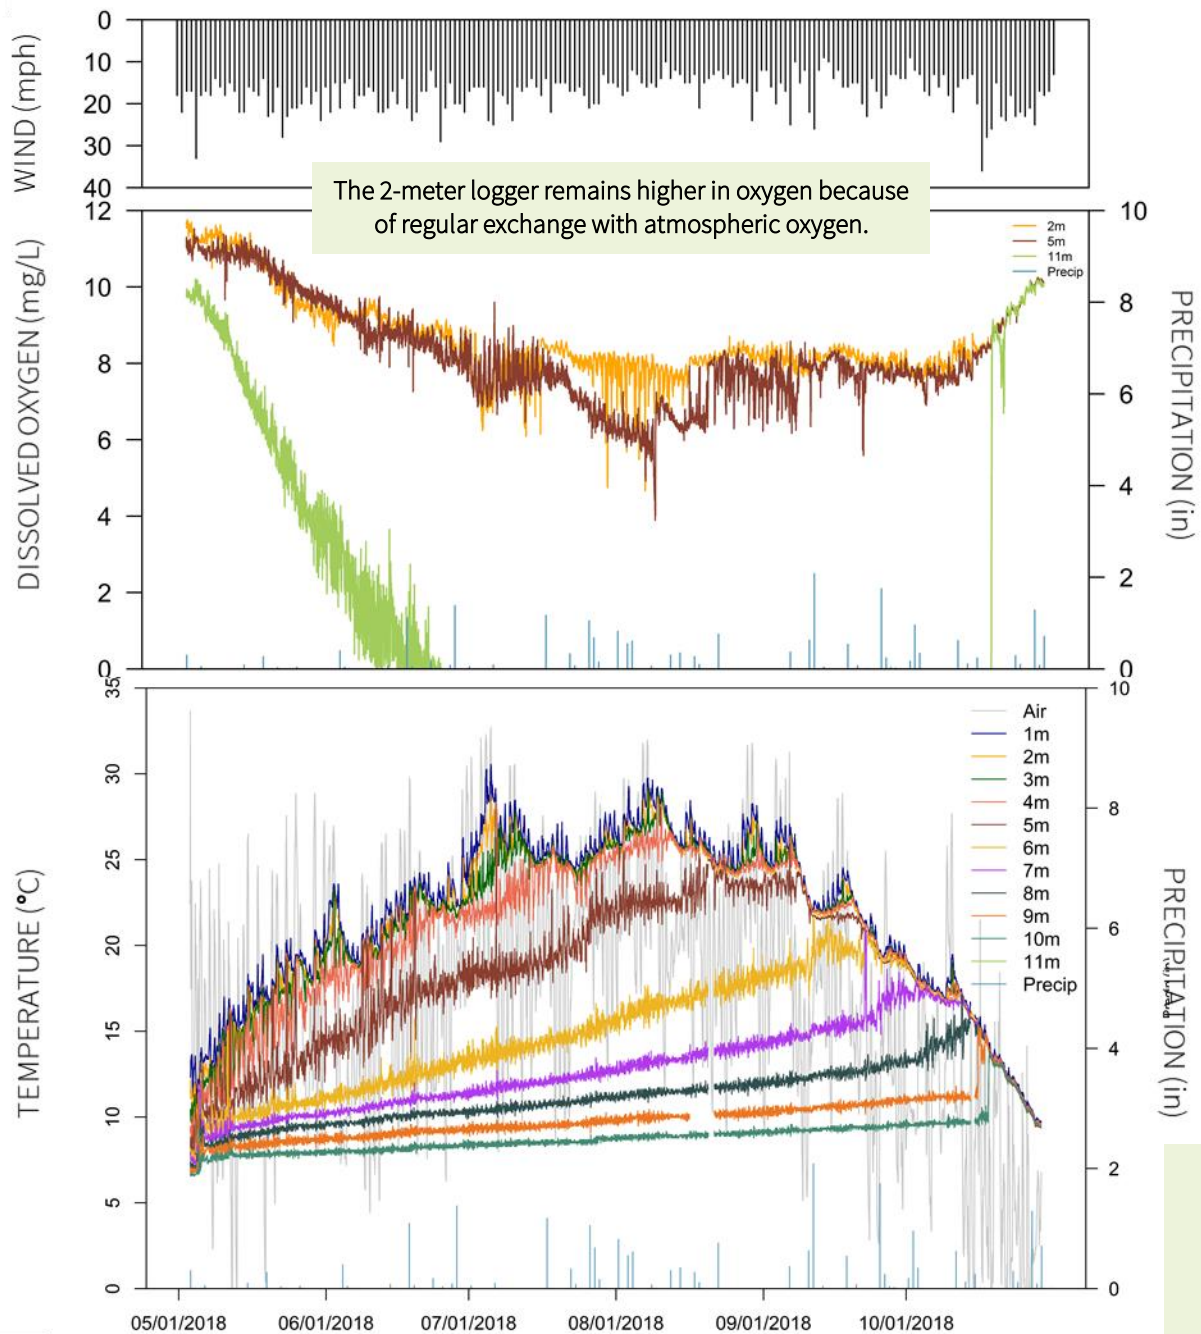 WIND (mph)
0
10
20
30
40
The 2-meter logger remains higher in oxygen because
of regular exchange with atmospheric oxygen.
DISSOLVED OXYGEN (mg/L)
12
10
8
6
4
2
0
2m
5m
11m
Precip
10
8
6
4
2
0
PRECIPITATION (in)
TEMPERATURE (°C)
35
30
25
20
15
10
5
0
Air
1m
2m
3m
4m
5m
6m
7m
8m
9m
10m
11m
Precip
10
8
6
4
2
0
PRECIPITATION (in)
05/01/2018 06/01/2018 07/01/2018 08/01/2018 09/01/2018 10/01/2018